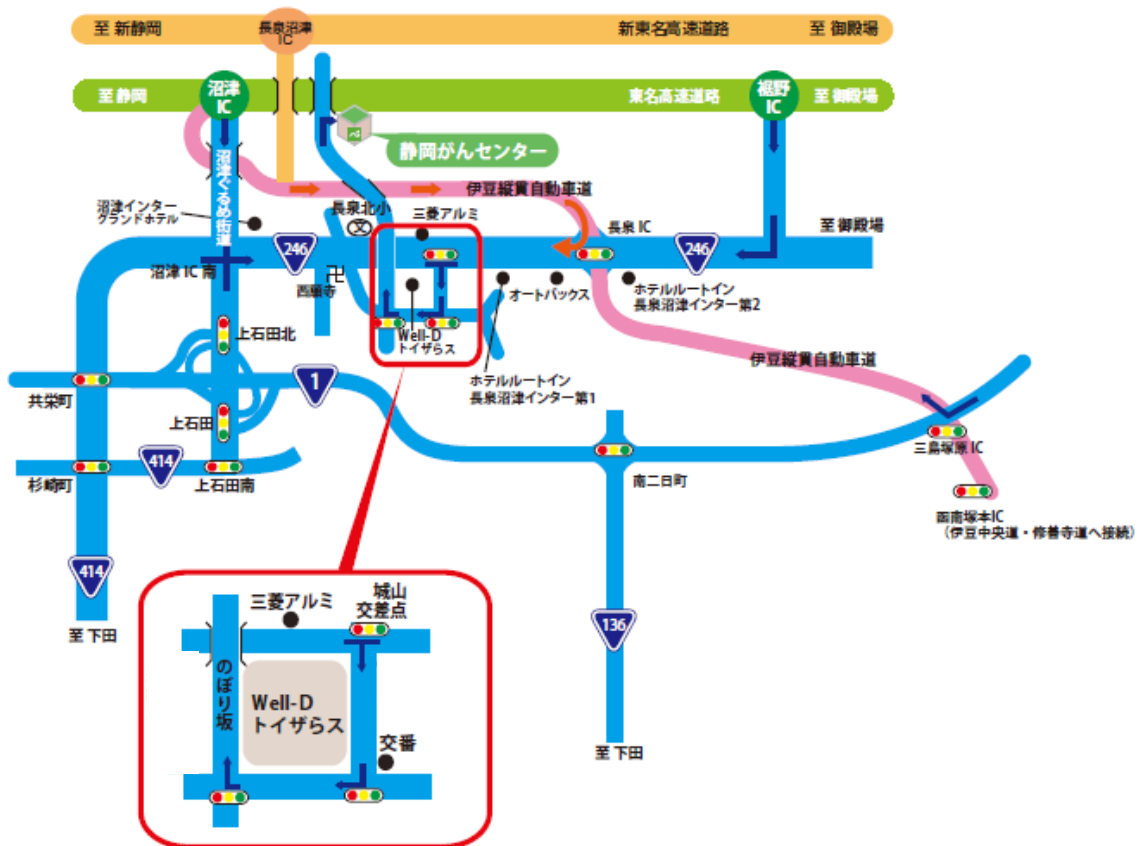 至 新静岡
長泉沼津
IC
新東名高速道路
至 御殿場
至 静岡
沼津
IC
東名高速道路
裾野
IC
至 御殿場
ベル
静岡がんセンター
沼津ぐるめ街道
伊豆縦貫自動車道
沼津インター
グランドホテル
長泉北小
文
三菱アルミ
長泉 IC
至 御殿場
246
246
沼津 IC 南
卍
西願寺
オートバックス
ホテルルートイン
長泉沼津インター第2
上石田北
Well-D
トイザらス
伊豆縦貫自動車道
1
ホテルルートイン
長泉沼津インター第1
共栄町
上石田
414
三島塚原 IC
杉崎町
上石田南
南二日町
函南塚本IC
(伊豆中央道・修善寺道へ接続)
414
城山
交差点
三菱アルミ
136
至 下田
のぼり坂
Well-D
トイザらス
交番
至 下田